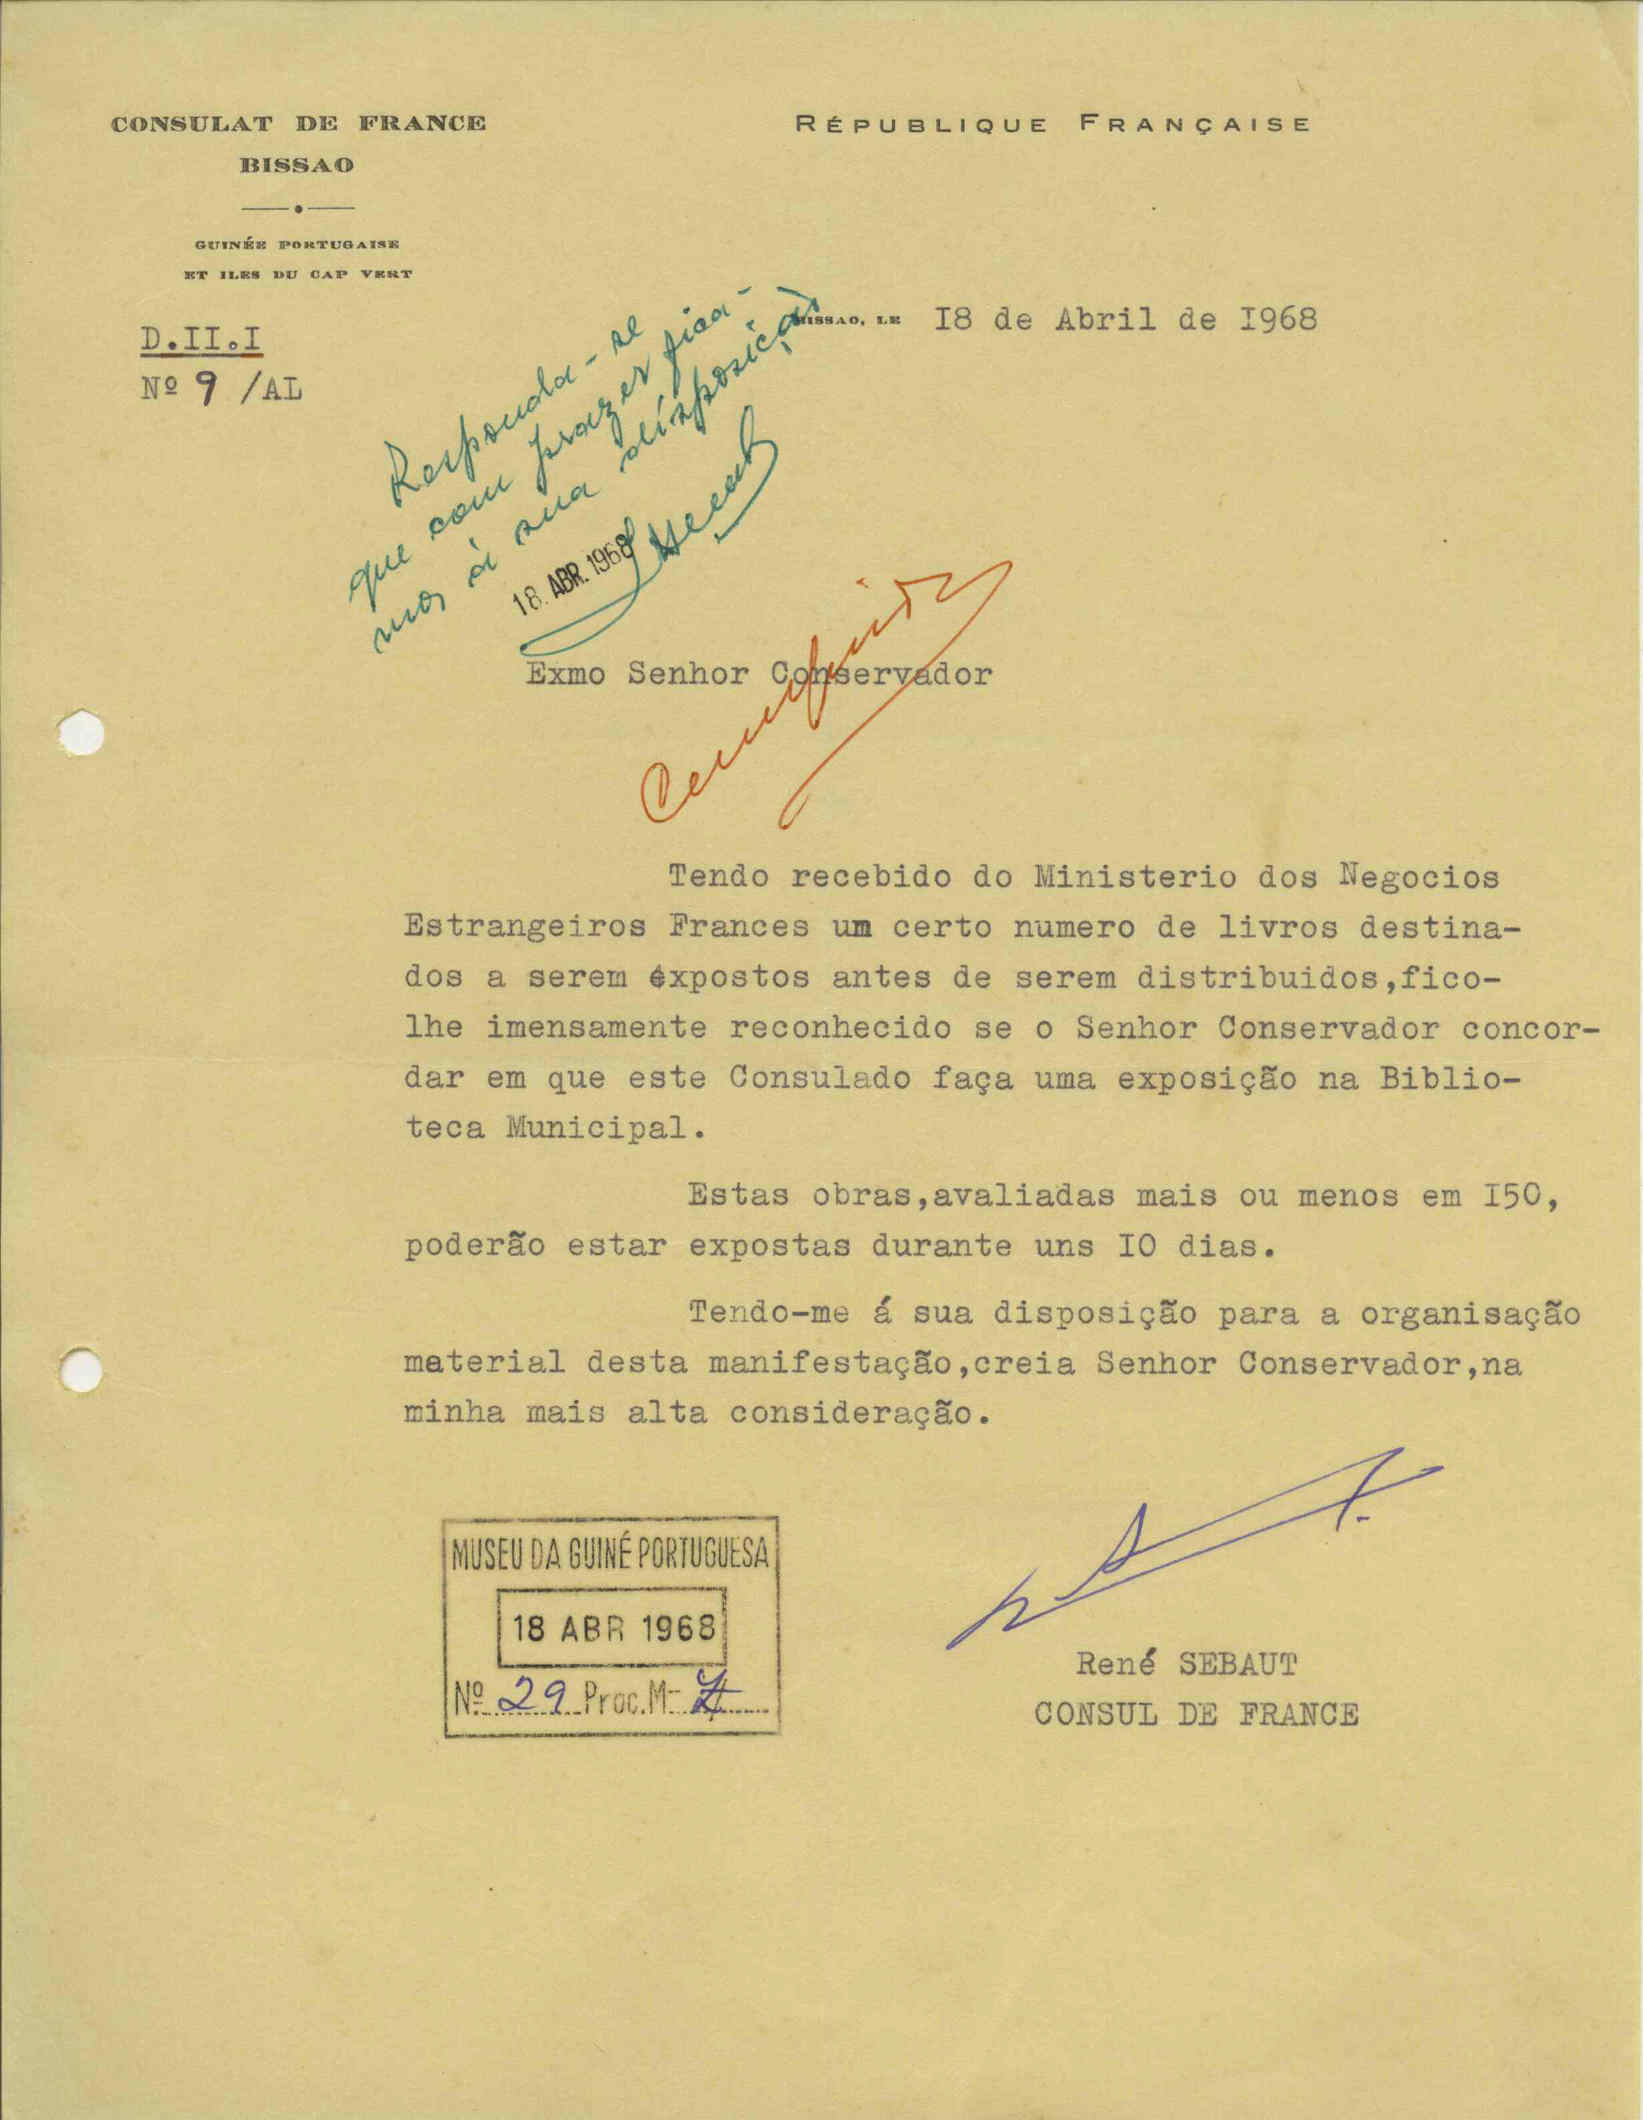 CONSULAT DE FRANCE
BISSAO
GUINÉE PORTUGAISE
ET ILES DU CAP VERT
RÉPUBLIQUE FRANÇAISE
D.II.I
Nº 9 /AL
BISSAO, LE I8 de Abril de I968
Responda-se
que com prazer fica-
mos à sua disposição
18. ABR. 1968
Exmo Senhor Conservador
Tendo recebido do Ministerio dos Negocios
Estrangeiros Frances um certo numero de livros destina-
dos a serem éxpostos antes de serem distribuidos,fico-
lhe imensamente reconhecido se o Senhor Conservador concor-
dar em que este Consulado faça uma exposição na Biblio-
teca Municipal.
Estas obras,avaliadas mais ou menos em I50,
poderão estar expostas durante uns IO dias.
Tendo-me á sua disposição para a organisação
material desta manifestação,creia Senhor Conservador,na
minha mais alta consideração.
MUSEU DA GUINÉ PORTUGUESA
18 ABR 1968
Nº 29 Proc.M-
René SEBAUT
CONSUL DE FRANCE